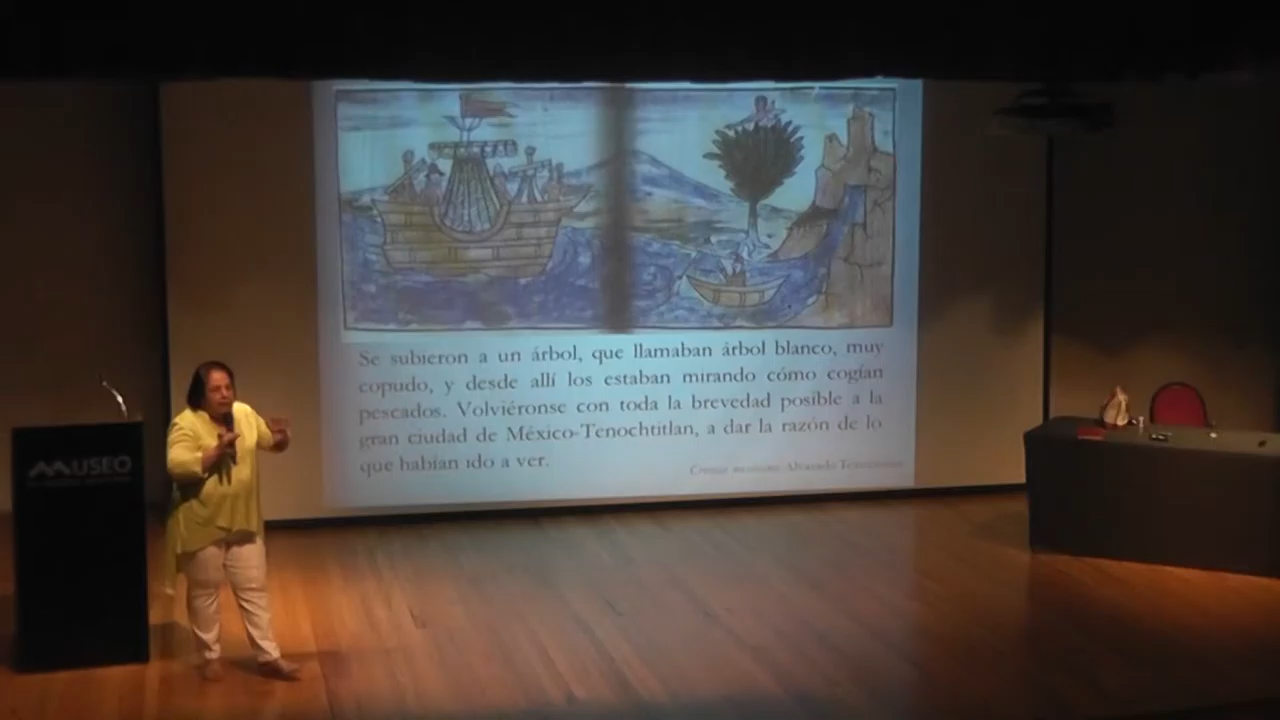 Se subieron a un árbol, que llamaban árbol blanco, muy
copudo, y desde allí los estaban mirando cómo cogían
pescados. Volviéronse con toda la brevedad posible a la
gran ciudad de México-Tenochtitlan, a dar la razón de lo
que habían ido a ver.
Alvarado
MUSEO